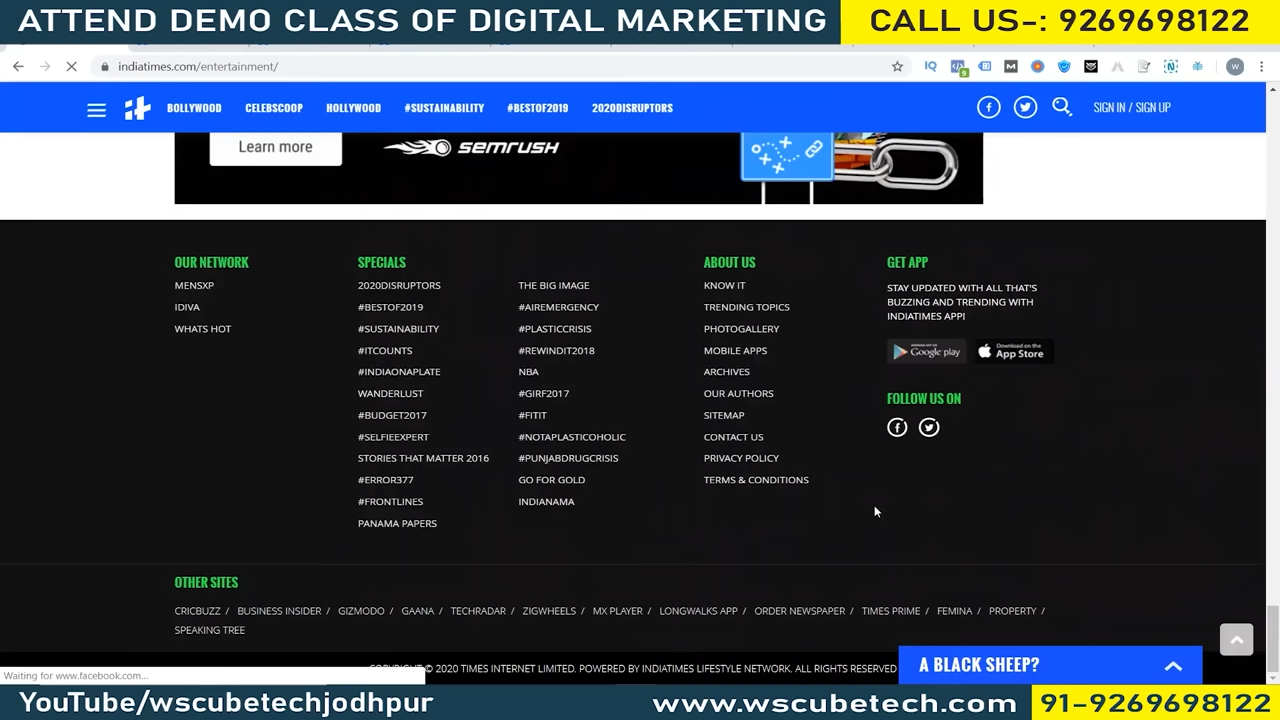 ATTEND DEMO CLASS OF DIGITAL MARKETING
CALL US-: 9269698122
indiatimes.com/entertainment/
BOLLYWOOD CELEBSCOOP HOLLYWOOD #SUSTAINABILITY #BESTOF2019 2020DISRUPTORS
SIGN IN / SIGN UP
Learn more
SEMRUSH
OUR NETWORK
MENSXP
IDIVA
WHATS HOT
SPECIALS
2020DISRUPTORS
#BESTOF2019
#SUSTAINABILITY
#ITCOUNTS
#INDIAONAPLATE
WANDERLUST
#BUDGET2017
#SELFIEEXPERT
STORIES THAT MATTER 2016
#ERROR377
#FRONTLINES
PANAMA PAPERS
THE BIG IMAGE
#AIREMERGENCY
#PLASTICCRISIS
#REWINDIT2018
NBA
#GIRF2017
#FITIT
#NOTAPLASTICOHOLIC
#PUNJABDRUGCRISIS
GO FOR GOLD
INDIANAMA
ABOUT US
KNOW IT
TRENDING TOPICS
PHOTOGALLERY
MOBILE APPS
ARCHIVES
OUR AUTHORS
SITEMAP
CONTACT US
PRIVACY POLICY
TERMS & CONDITIONS
GET APP
STAY UPDATED WITH ALL THAT'S
BUZZING AND TRENDING WITH
INDIATIMES APP!
Google play
Download on the
App Store
FOLLOW US ON
OTHER SITES
CRICBUZZ / BUSINESS INSIDER / GIZMODO / GAANA / TECHRADAR / ZIGWHEELS / MX PLAYER / LONGWALKS APP / ORDER NEWSPAPER / TIMES PRIME / FEMINA / PROPERTY /
SPEAKING TREE
COPYRIGHT © 2020 TIMES INTERNET LIMITED. POWERED BY INDIATIMES LIFESTYLE NETWORK. ALL RIGHTS RESERVED
A BLACK SHEEP?
Waiting for www.facebook.com...
YouTube/wscubetechjodhpur
www.wscubetech.com
91-9269698122